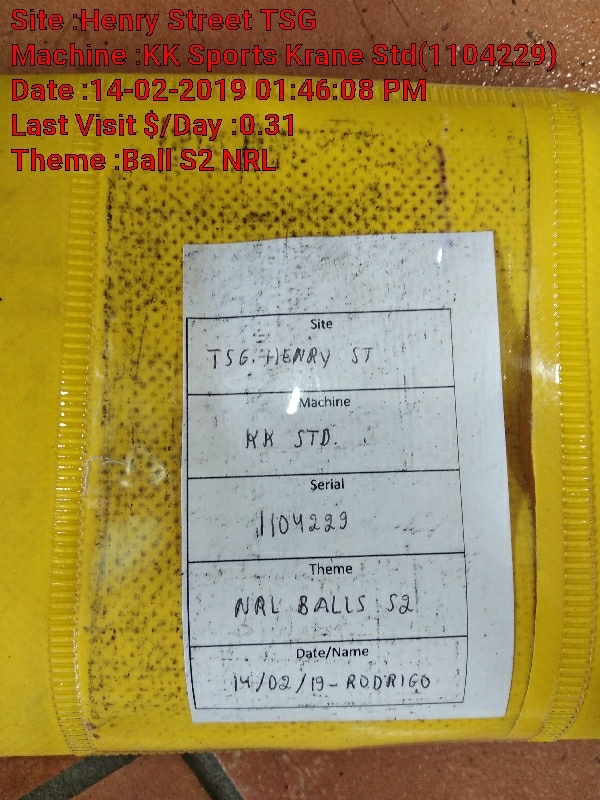 Site :Henry Street TSG
Machine :KK Sports Krane Std(1104229)
Date :14-02-2019 01:46:08 PM
Last Visit $/Day :0.31
Theme :Ball S2 NRL
Site
TSG. HENRY ST
Machine
KK STD.
Serial
1104229
Theme
NRL BALLS S2
Date/Name
14/02/19-RODRIGO